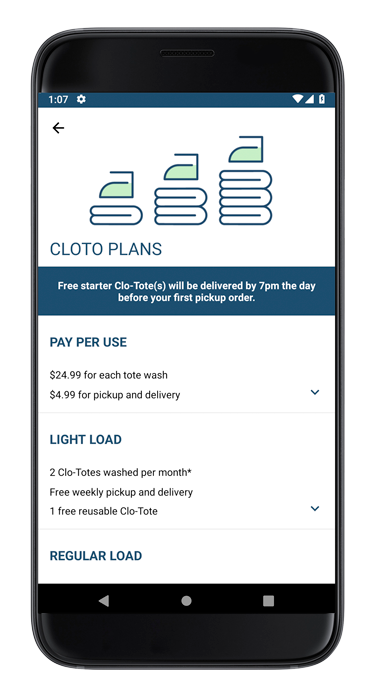 1:07
CLOTO PLANS
Free starter Clo-Tote(s) will be delivered by 7pm the day
before your first pickup order.
PAY PER USE
$24.99 for each tote wash
$4.99 for pickup and delivery
LIGHT LOAD
2 Clo-Totes washed per month*
Free weekly pickup and delivery
1 free reusable Clo-Tote
REGULAR LOAD